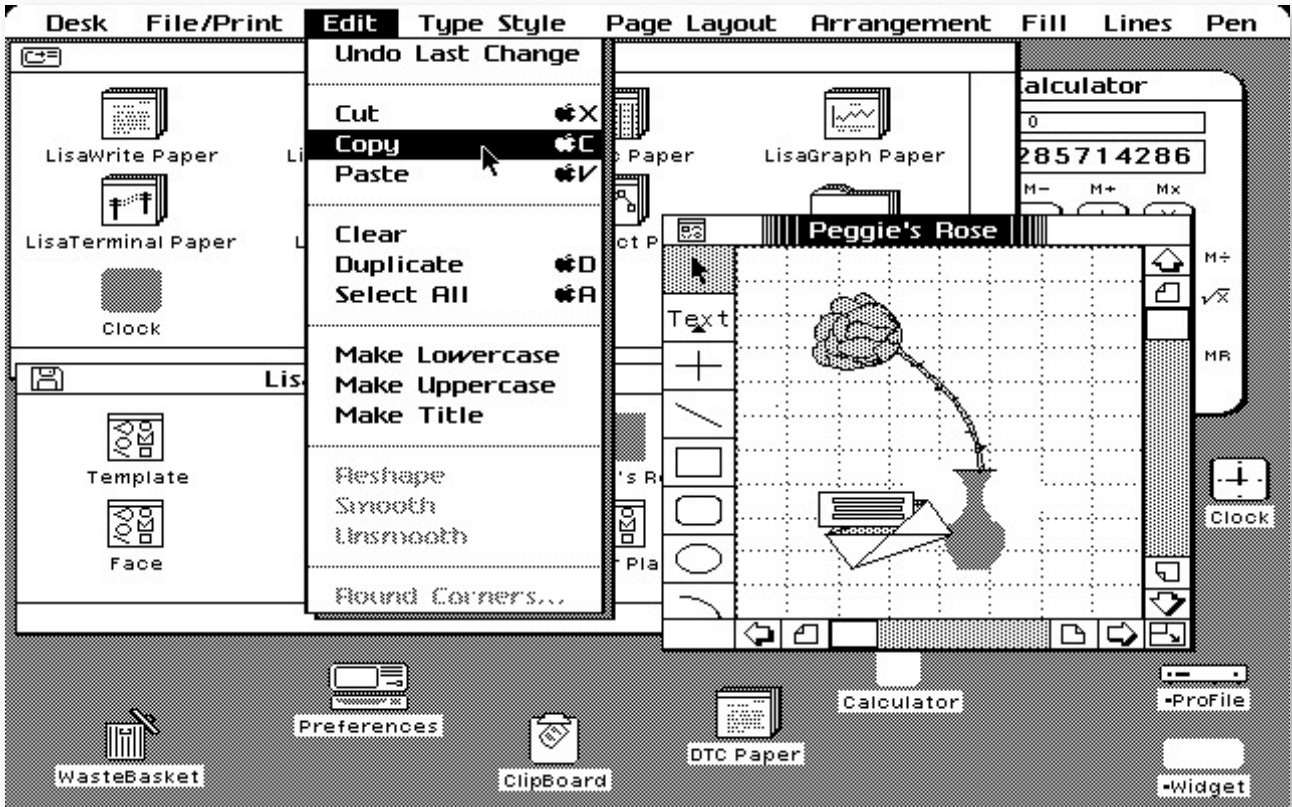 Desk File/Print Edit Type Style Page Layout Arrangement Fill Lines Pen
Undo Last Change
Cut X
Copy C
Paste V
Clear
Duplicate D
Select All A
Make Lowercase
Make Uppercase
Make Title
Reshape
Smooth
Unsmooth
Round Corners...
LisaWrite Paper
Paper
LisaGraph Paper
LisaTerminal Paper
Clock
Template
Face
alculator
0
285714286
M- M+ Mx
M÷
√x
MR
Peggie's Rose
Text
Clock
Preferences
WasteBasket
ClipBoard
DTC Paper
Calculator
-ProFile
-Widget